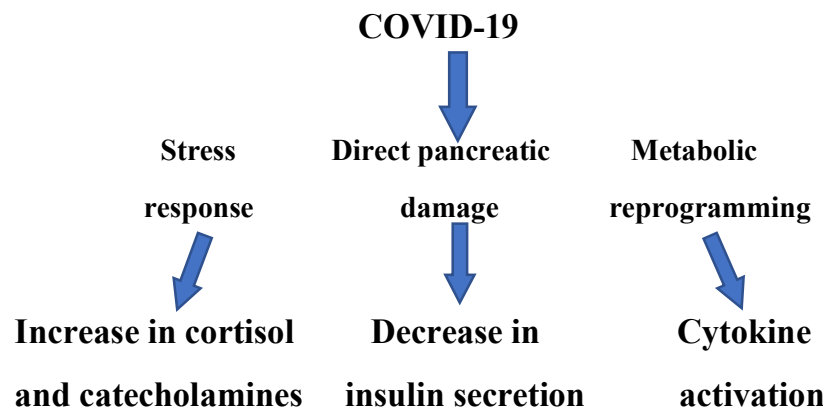 COVID-19
Stress
response
Direct pancreatic
damage
Metabolic
reprogramming
Increase in cortisol
and catecholamines
Decrease in
insulin secretion
Cytokine
activation